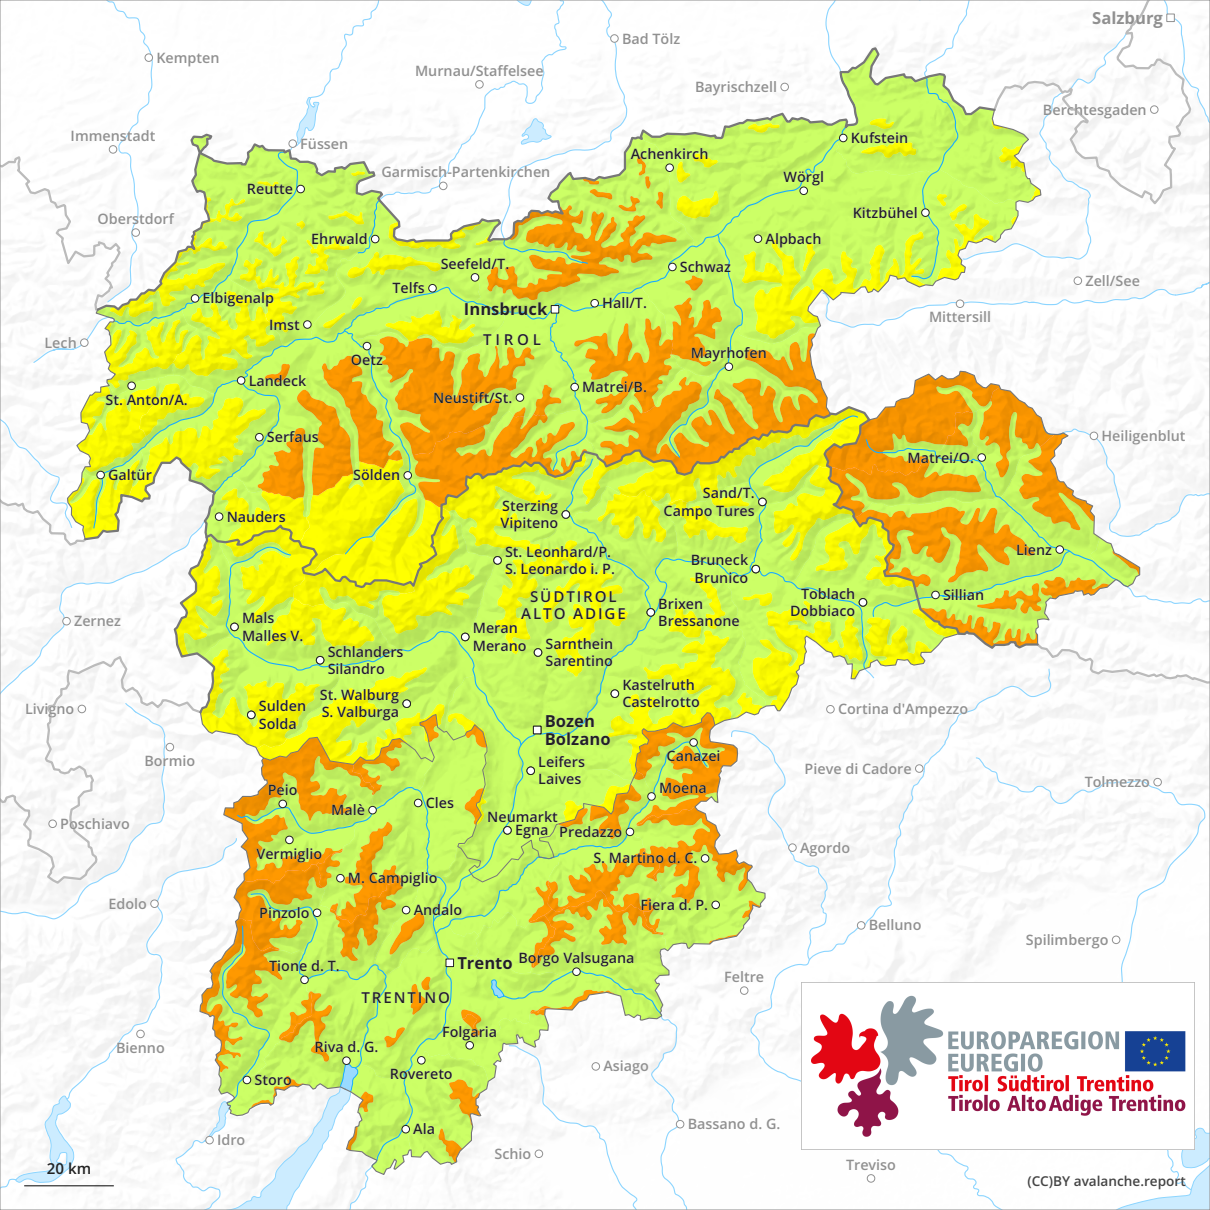 Salzburg
Bad Tölz
Kempten
Murnau/Staffelsee
Bayrischzell
Berchtesgaden
Immenstadt
Füssen
Kufstein
Achenkirch
Garmisch-Partenkirchen
Wörgl
Reutte
Oberstdorf
Kitzbühel
Ehrwald
Alpbach
Seefeld/T.
Schwaz
Zell/See
Telfs
Elbigenalp
Innsbruck
Hall/T.
Mittersill
Imst
TIROL
Lech
Oetz
Mayrhofen
Landeck
Matrei/B.
St. Anton/A.
Neustift/St.
Serfaus
Heiligenblut
Matrei/O.
Galtür
Sölden
Sand/T.
Campo Tures
Sterzing
Vipiteno
Nauders
St. Leonhard/P.
S. Leonardo i. P.
Bruneck
Brunico
Lienz
SÜDTIROL
ALTO ADIGE
Toblach
Dobbiaco
Sillian
Brixen
Bressanone
Zernez
Mals
Malles V.
Meran
Merano
Sarnthein
Sarentino
Schlanders
Silandro
Kastelruth
Castelrotto
St. Walburg
S. Valburga
Sulden
Solda
Livigno
Cortina d'Ampezzo
Bozen
Bolzano
Bormio
Canazei
Leifers
Laives
Pieve di Cadore
Tolmezzo
Peio
Moena
Malè
Cles
Neumarkt
Egna
Predazzo
Poschiavo
Vermiglio
Agordo
S. Martino d. C.
M. Campiglio
Edolo
Pinzolo
Andalo
Fiera d. P.
Belluno
Spilimbergo
Tione d. T.
Trento
Borgo Valsugana
Feltre
TRENTINO
Bienno
Folgaria
Riva d. G.
Storo
Rovereto
Asiago
EUROPAREGION
EUREGIO
Tirol Südtirol Trentino
Tirolo Alto Adige Trentino
Idro
Ala
Bassano d. G.
Schio
Treviso
20 km
(CC)BY avalanche.report